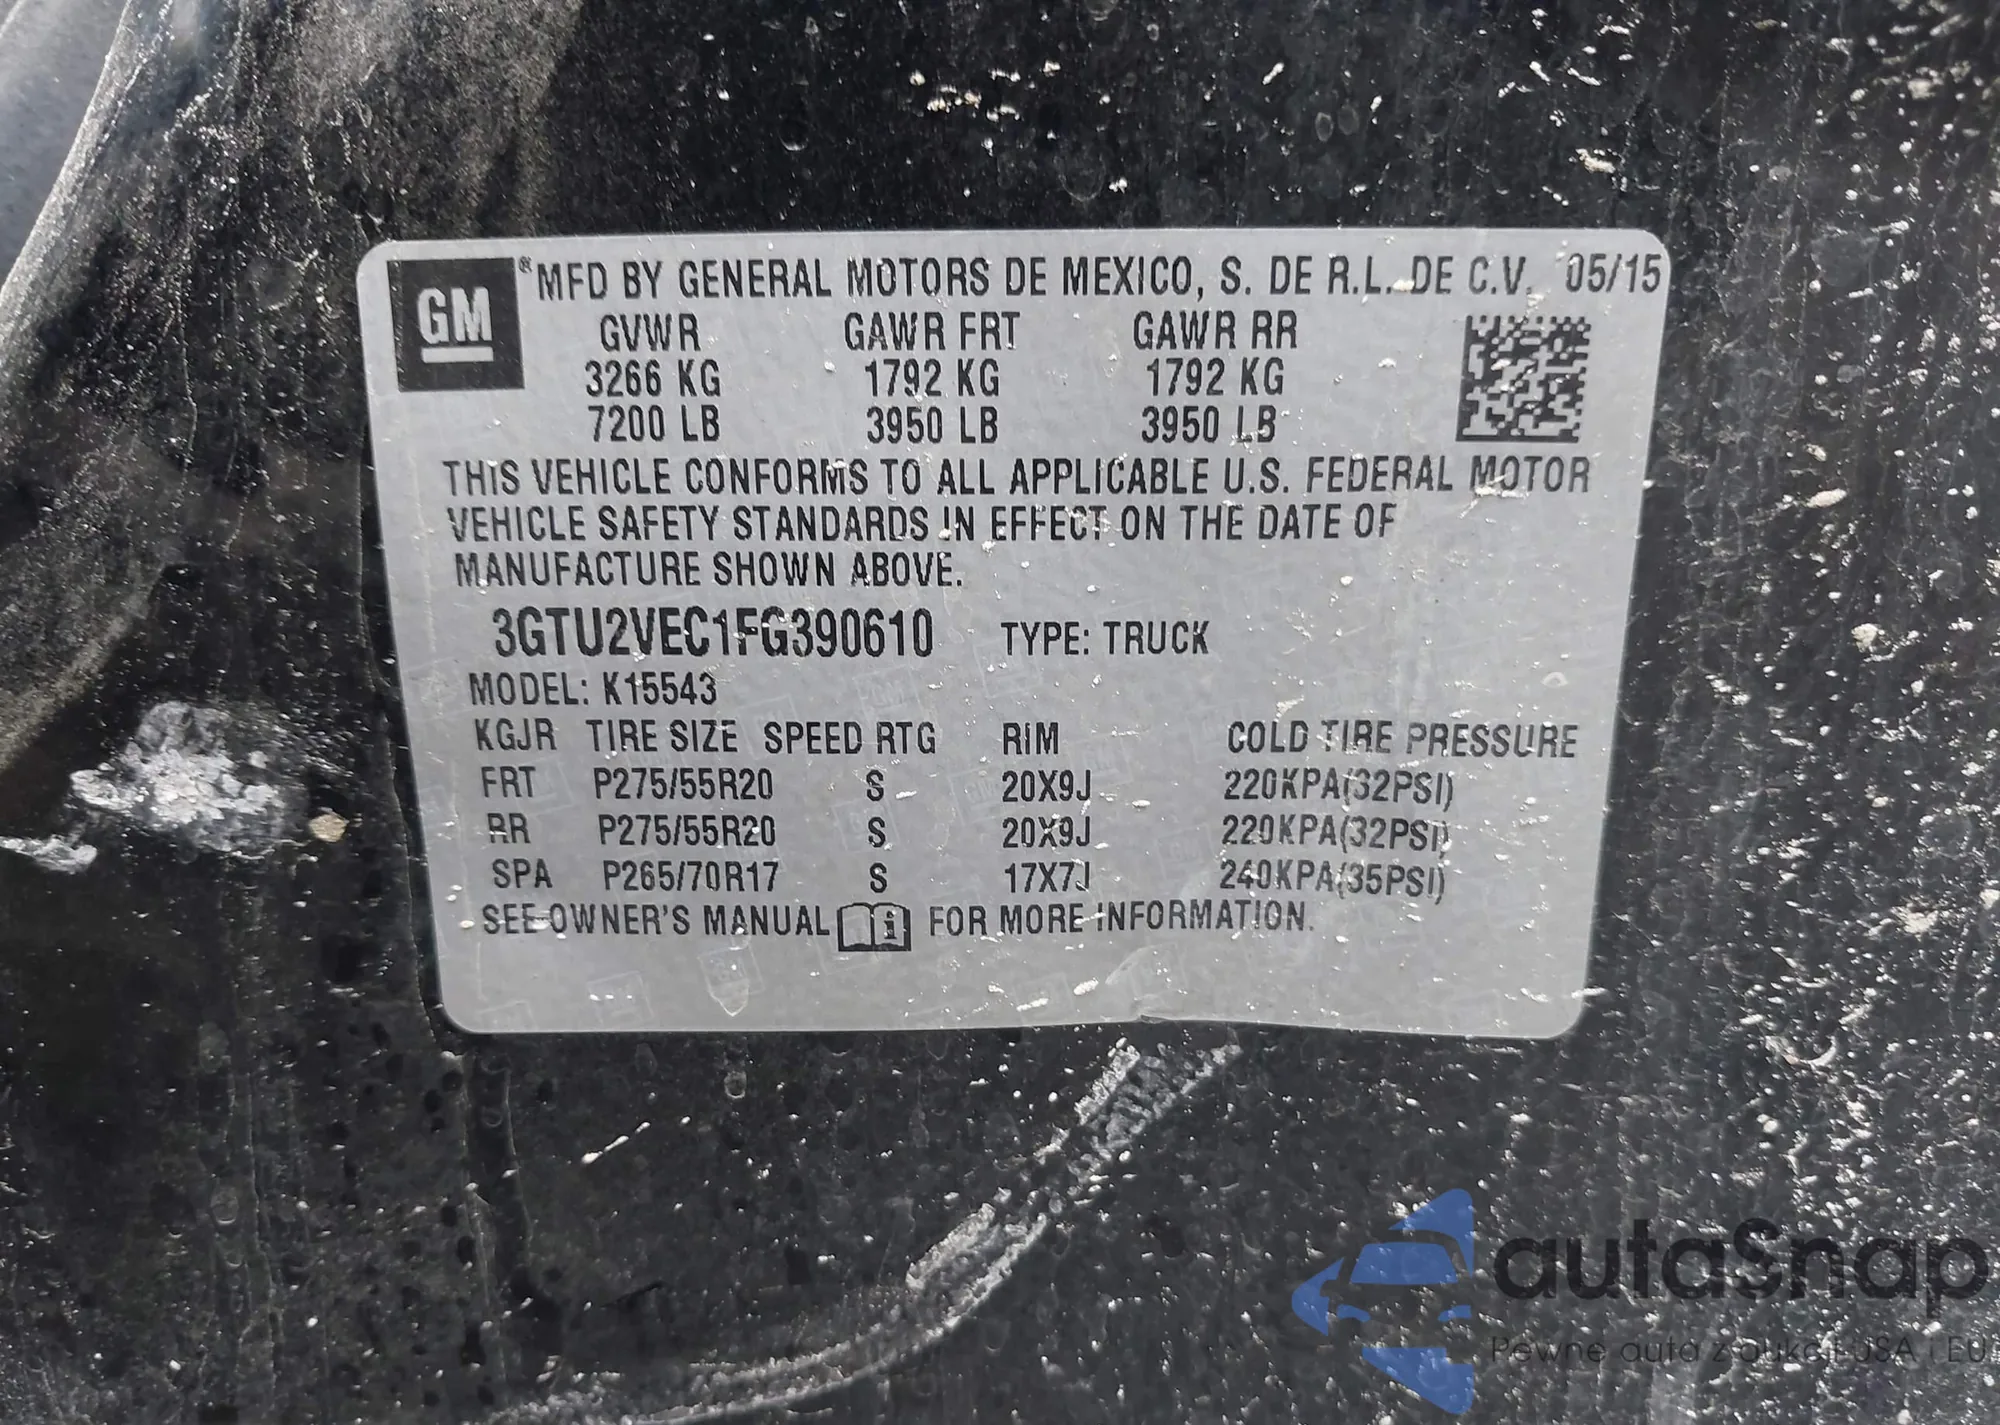 GM ® MFD BY GENERAL MOTORS DE MEXICO, S. DE R.L. DE C.V. 05/15
GVWR GAWR FRT GAWR RR
3266 KG 1792 KG 1792 KG
7200 LB 3950 LB 3950 LB
THIS VEHICLE CONFORMS TO ALL APPLICABLE U.S. FEDERAL MOTOR
VEHICLE SAFETY STANDARDS IN EFFECT ON THE DATE OF
MANUFACTURE SHOWN ABOVE.
3GTU2VEC1FG390610 TYPE: TRUCK
MODEL: K15543
KGJR TIRE SIZE SPEED RTG RIM COLD TIRE PRESSURE
FRT P275/55R20 S 20X9J 220KPA(32PSI)
RR P275/55R20 S 20X9J 220KPA(32PSI)
SPA P265/70R17 S 17X7J 240KPA(35PSI)
SEE OWNER'S MANUAL i FOR MORE INFORMATION.
autaSnap
Pewne auta z USA i EU